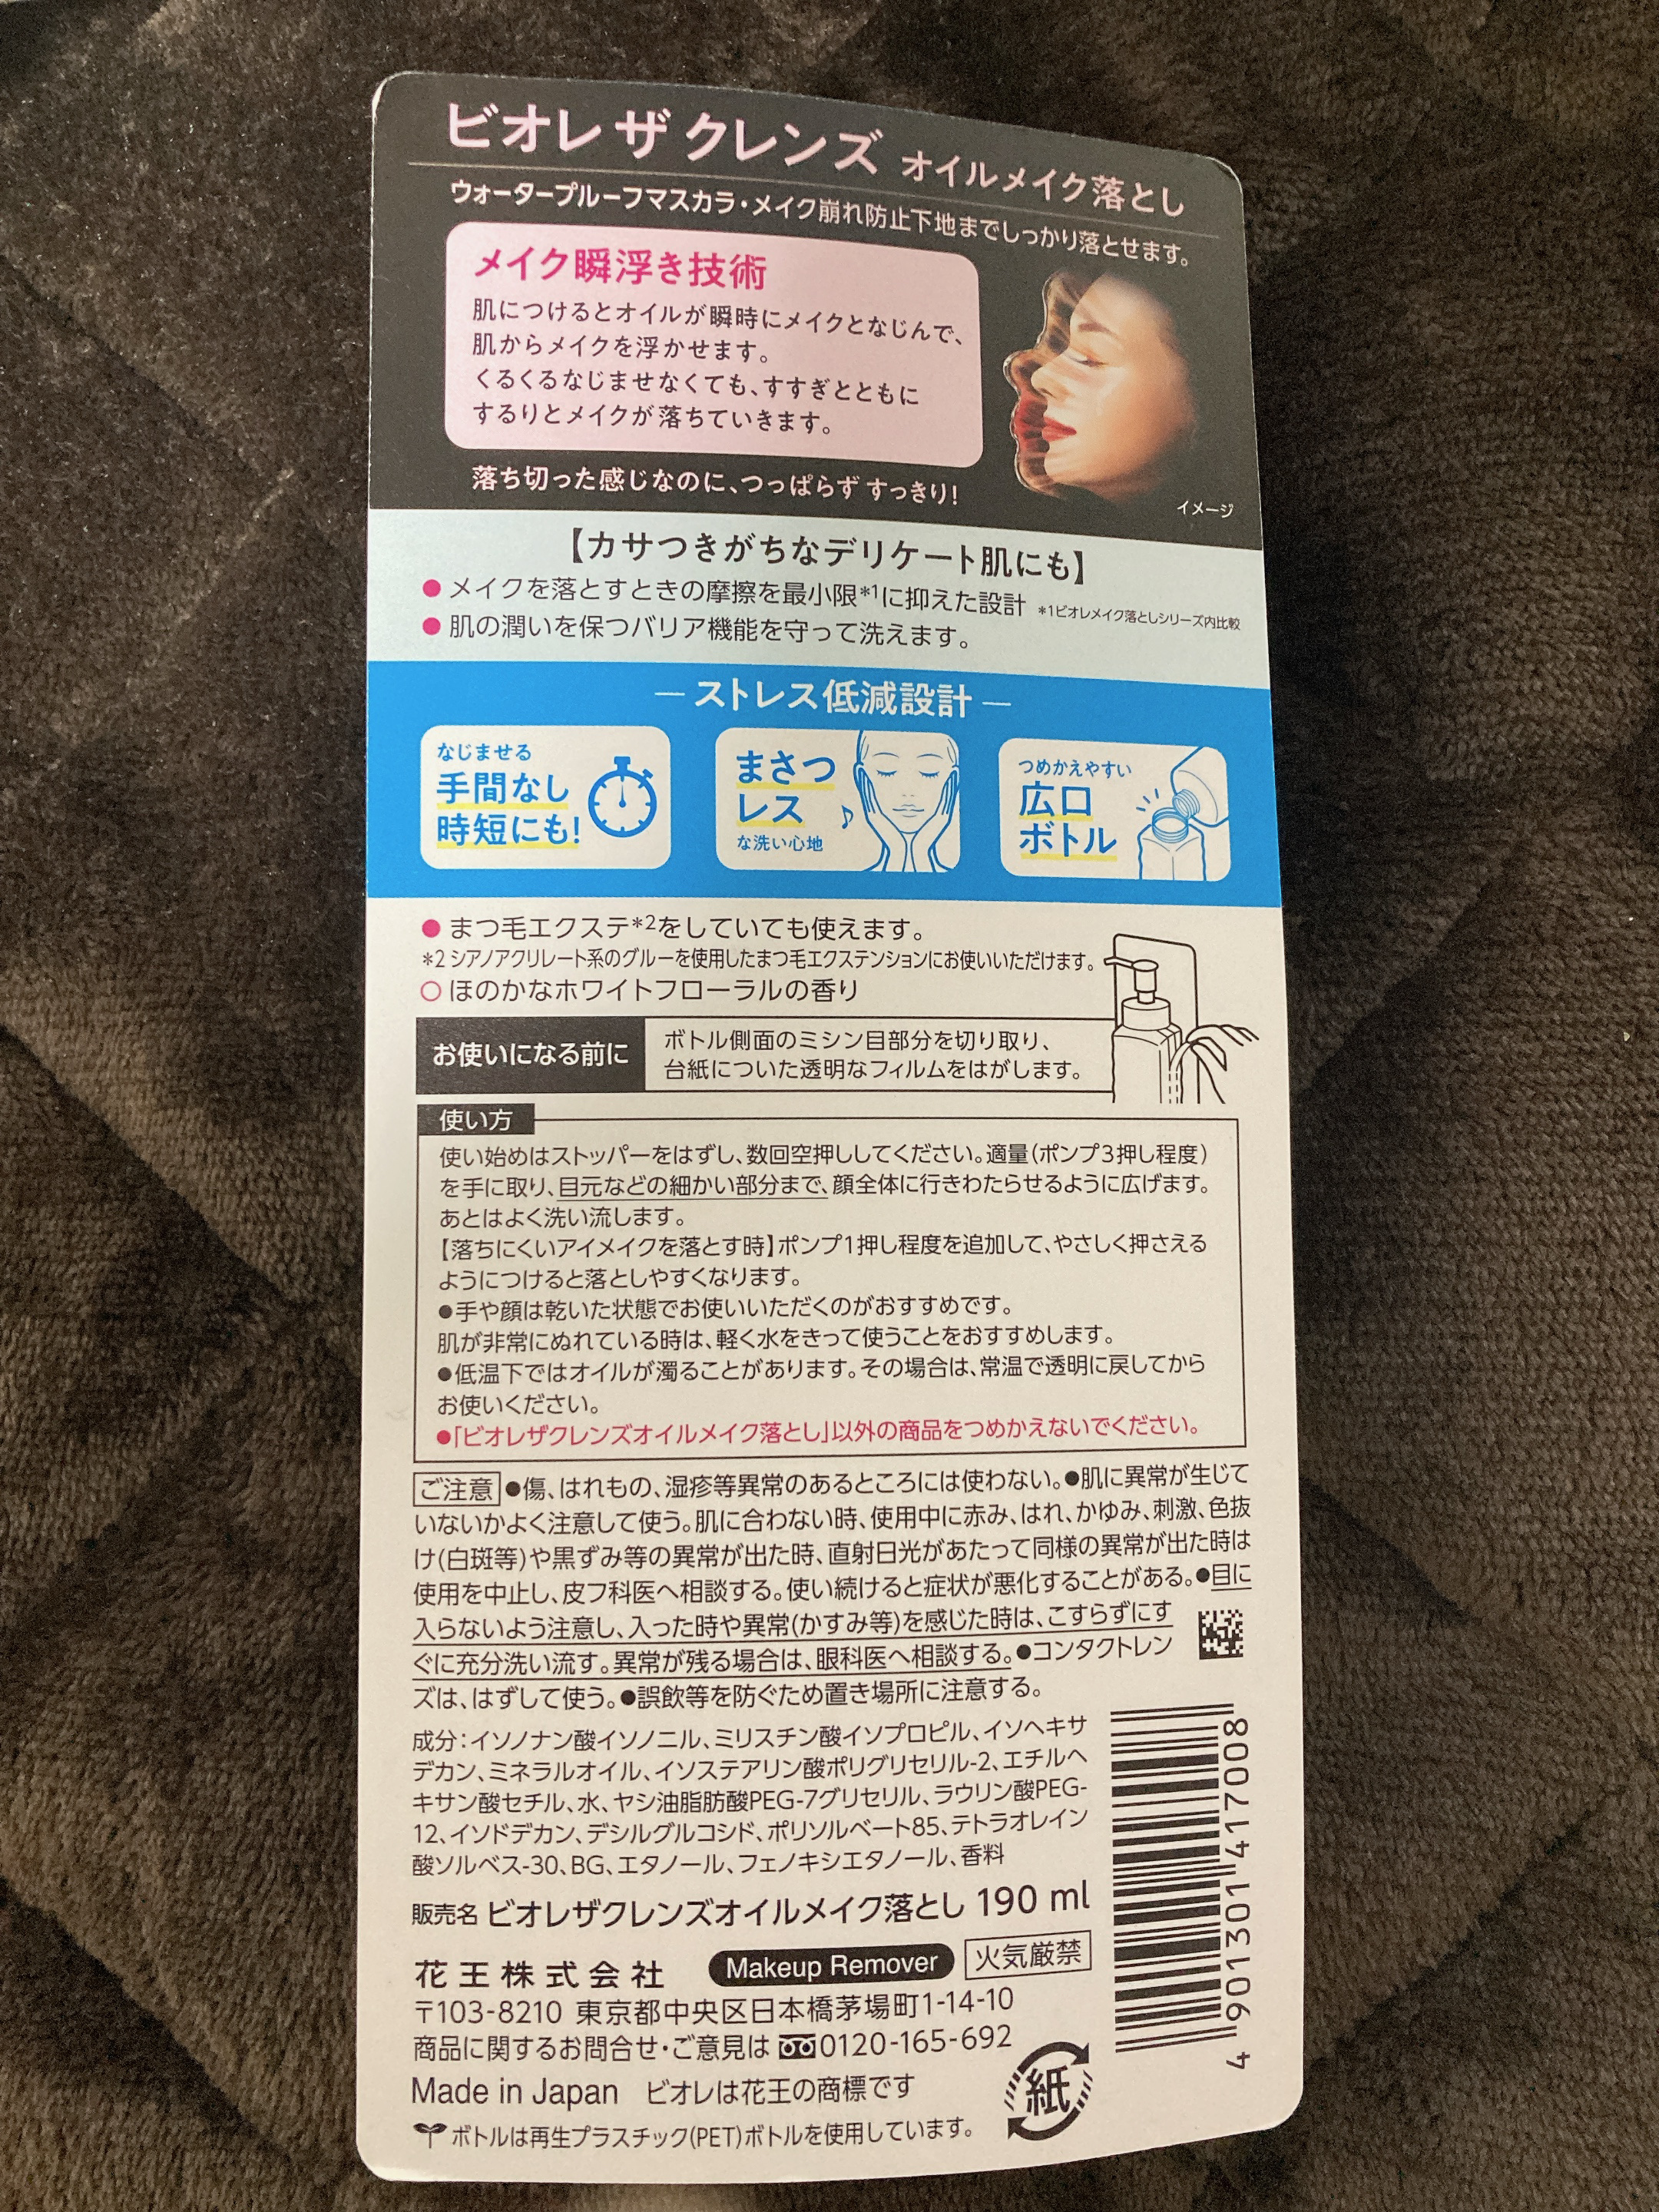 ビオレ ザ クレンズ オイルメイク落とし
ウォータープルーフマスカラ・メイク崩れ防止下地までしっかり落とせます。
メイク瞬浮き技術
肌につけるとオイルが瞬時にメイクとなじんで、
肌からメイクを浮かせます。
くるくるなじませなくても、すすぎとともに
するりとメイクが落ちていきます。
落ち切った感じなのに、つっぱらず すっきり!
イメージ
【カサつきがちなデリケート肌にも】
●メイクを落とすときの摩擦を最小限*1に抑えた設計 *1ビオレメイク落としシリーズ内比較
●肌の潤いを保つバリア機能を守って洗えます。
― ストレス低減設計 ―
なじませる
手間なし
時短にも!
まさつ
レス
な洗い心地
つめかえやすい
広口
ボトル
●まつ毛エクステ*2をしていても使えます。
*2 シアノアクリレート系のグルーを使用したまつ毛エクステンションにお使いいただけます。
○ほのかなホワイトフローラルの香り
お使いになる前に
ボトル側面のミシン目部分を切り取り、
台紙についた透明なフィルムをはがします。
使い方
使い始めはストッパーをはずし、数回空押ししてください。適量(ポンプ3押し程度)
を手に取り、目元などの細かい部分まで、顔全体に行きわたらせるように広げます。
あとはよく洗い流します。
【落ちにくいアイメイクを落とす時】ポンプ1押し程度を追加して、やさしく押さえる
ようにつけると落としやすくなります。
●手や顔は乾いた状態でお使いいただくのがおすすめです。
肌が非常にぬれている時は、軽く水をきって使うことをおすすめします。
●低温下ではオイルが濁ることがあります。その場合は、常温で透明に戻してから
お使いください。
●「ビオレザクレンズオイルメイク落とし」以外の商品をつめかえないでください。
ご注意 ●傷、はれもの、湿疹等異常のあるところには使わない。●肌に異常が生じて
いないかよく注意して使う。肌に合わない時、使用中に赤み、はれ、かゆみ、刺激、色抜
け(白斑等)や黒ずみ等の異常が出た時、直射日光があたって同様の異常が出た時は
使用を中止し、皮フ科医へ相談する。使い続けると症状が悪化することがある。●目に
入らないよう注意し、入った時や異常(かすみ等)を感じた時は、こすらずにす
ぐに充分洗い流す。異常が残る場合は、眼科医へ相談する。●コンタクトレン
ズは、はずして使う。●誤飲等を防ぐため置き場所に注意する。
成分:イソノナン酸イソノニル、ミリスチン酸イソプロピル、イソヘキサ
デカン、ミネラルオイル、イソステアリン酸ポリグリセリル-2、エチルヘ
キサン酸セチル、水、ヤシ油脂肪酸PEG-7グリセリル、ラウリン酸PEG-
12、イソドデカン、デシルグルコシド、ポリソルベート85、テトラオレイン
酸ソルベス-30、BG、エタノール、フェノキシエタノール、香料
販売名 ビオレザクレンズオイルメイク落とし 190 ml
花王株式会社 Makeup Remover 火気厳禁
〒103-8210 東京都中央区日本橋茅場町1-14-10
商品に関するお問合せ・ご意見は 0120-165-692
Made in Japan ビオレは花王の商標です
ボトルは再生プラスチック(PET)ボトルを使用しています。
紙
4 901301 417008